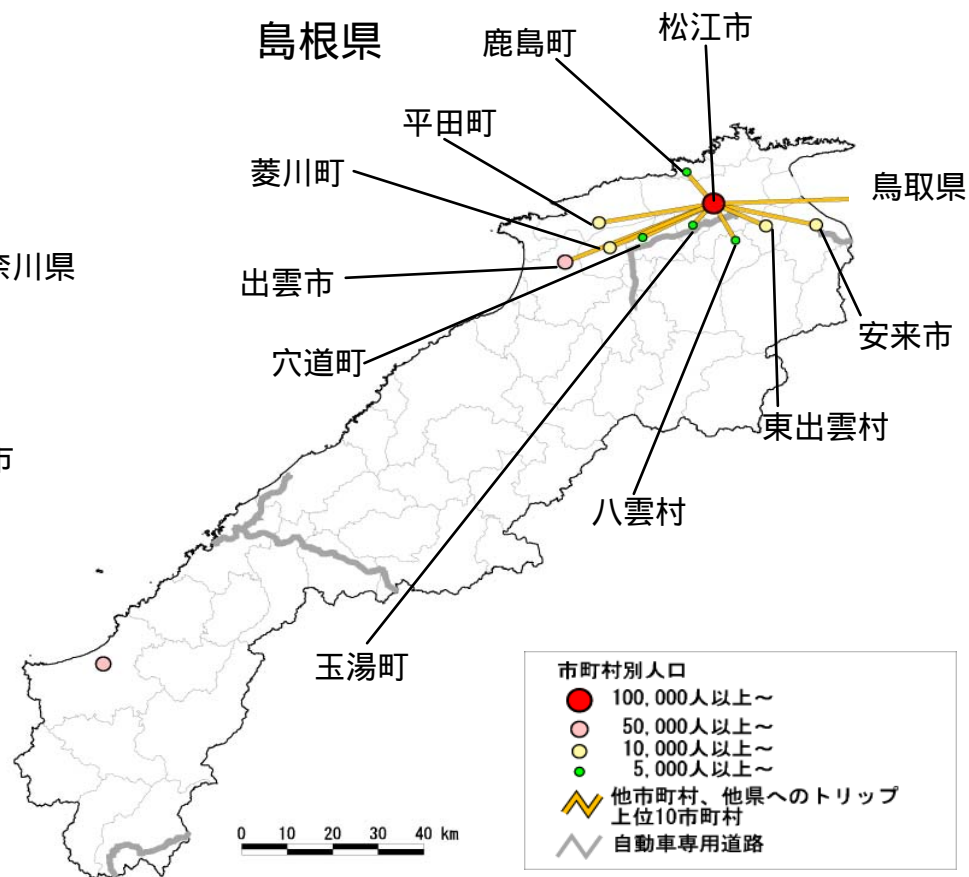 島根県
松江市
鹿島町
平田町
菱川町
鳥取県
奈川県
出雲市
安来市
穴道町
東出雲村
市
八雲村
玉湯町
市町村別人口
100,000人以上～
50,000人以上～
10,000人以上～
5,000人以上～
他市町村、他県へのトリップ
上位10市町村
自動車専用道路
0 10 20 30 40 km